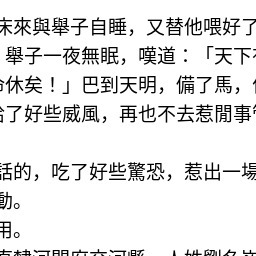 床來與舉子自睡，又替他喂好了
舉子一夜無眠，嘆道：「天下
休矣！」巴到天明，備了馬，
了好些威風，再也不去惹閒事
話的，吃了好些驚恐，惹出一場
動。
用。